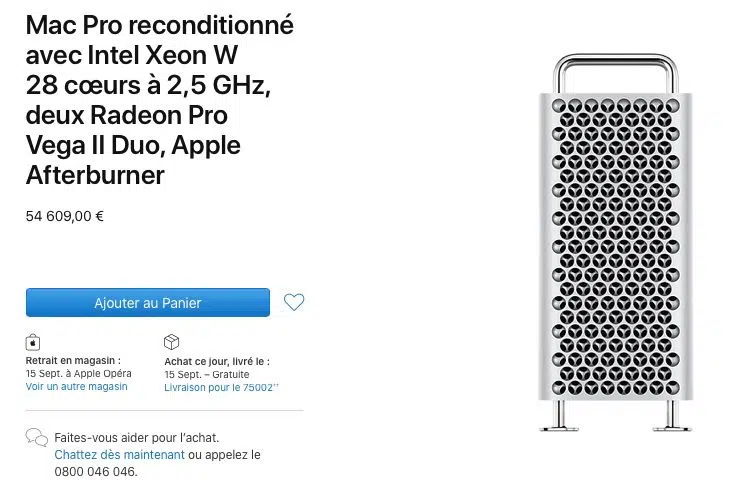 Mac Pro reconditionné
avec Intel Xeon W
28 cœurs à 2,5 GHz,
deux Radeon Pro
Vega II Duo, Apple
Afterburner
54 609,00 €
Ajouter au Panier
Retrait en magasin :
15 Sept. à Apple Opéra
Voir un autre magasin
Achat ce jour, livré le :
15 Sept. – Gratuite
Livraison pour le 75002††
Faites-vous aider pour l’achat.
Chattez dès maintenant ou appelez le
0800 046 046.